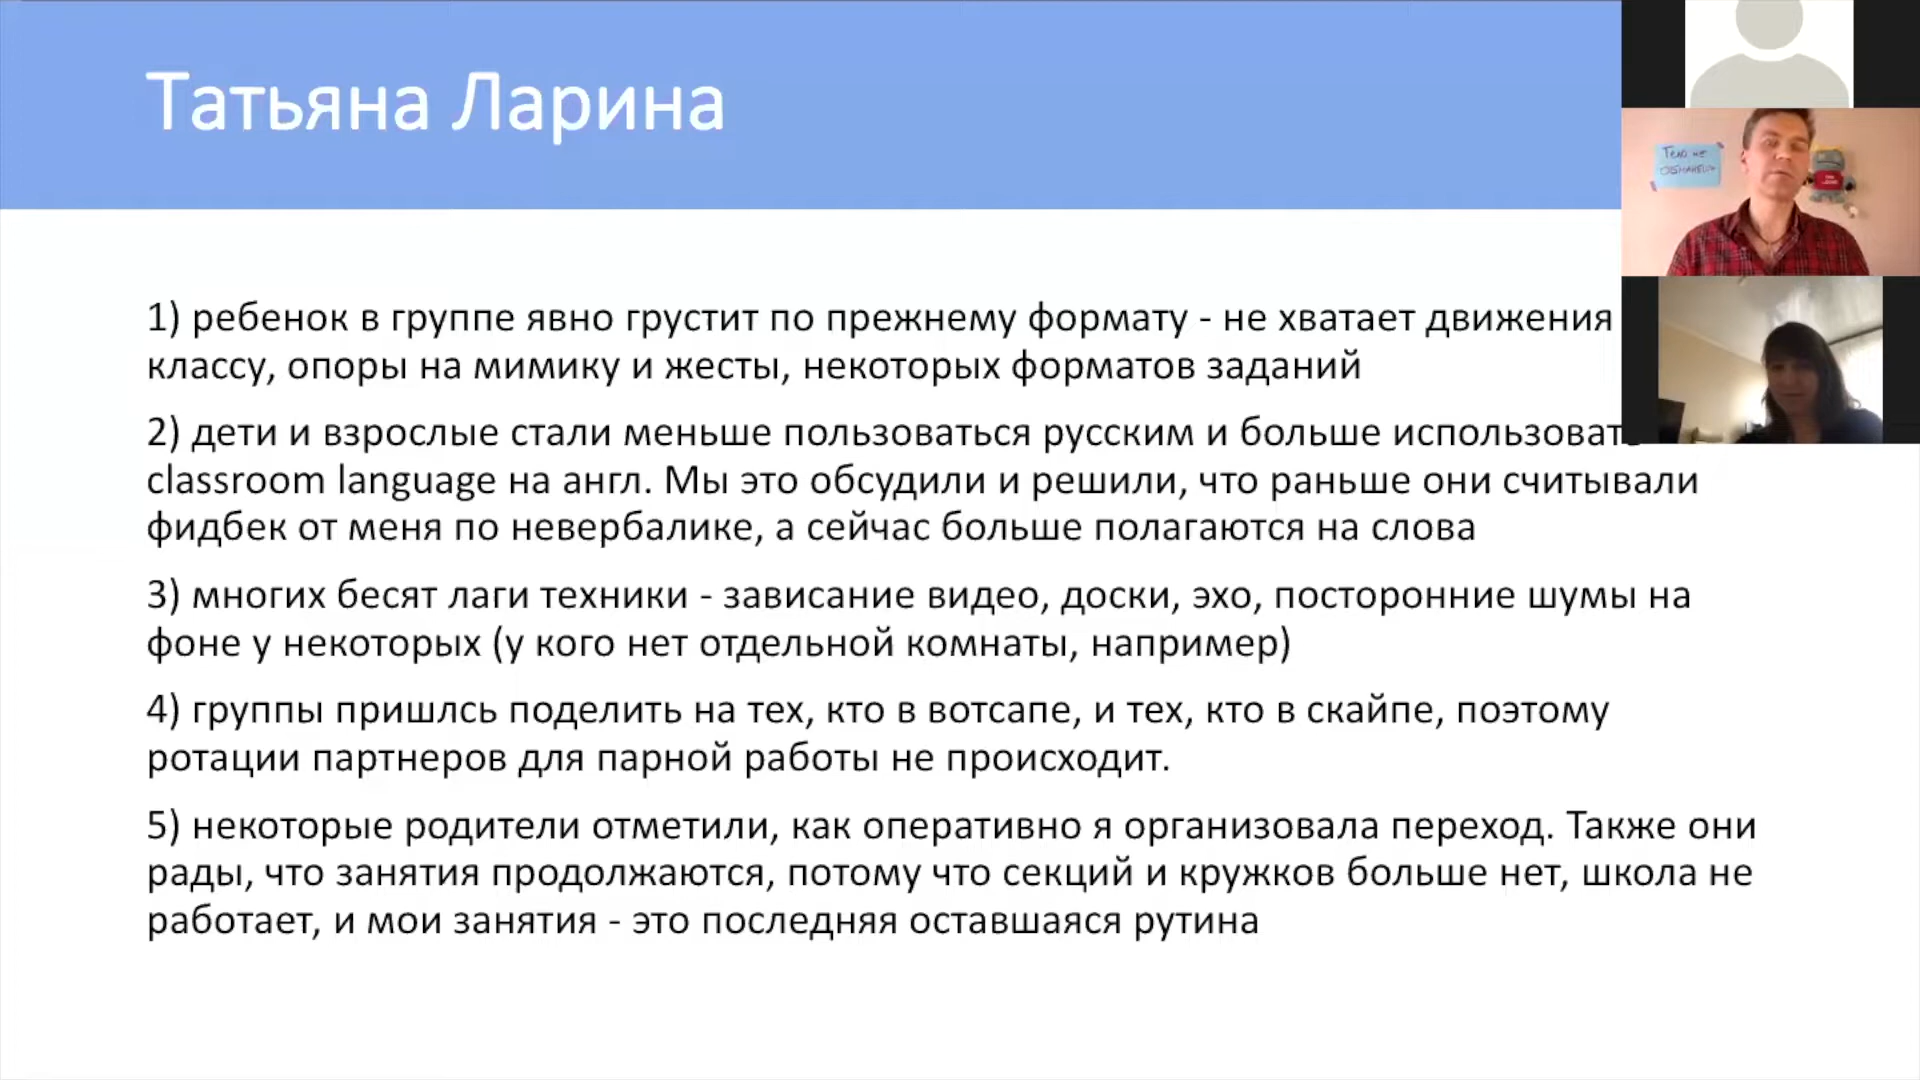 Татьяна Ларина
Тело не
1) ребенок в группе явно грустит по прежнему формату - не хватает движения
классу, опоры на мимику и жесты, некоторых форматов заданий
2) дети и взрослые стали меньше пользоваться русским и больше использовать
classroom language на англ. Мы это обсудили и решили, что раньше они считывали
фидбек от меня по невербалике, а сейчас больше полагаются на слова
3) многих бесят лаги техники - зависание видео, доски, эхо, посторонние шумы на
фоне у некоторых (у кого нет отдельной комнаты, например)
4) группы пришлсь поделить на тех, кто в вотсапе, и тех, кто в скайпе, поэтому
ротации партнеров для парной работы не происходит.
5) некоторые родители отметили, как оперативно я организовала переход. Также они
рады, что занятия продолжаются, потому что секций и кружков больше нет, школа не
работает, и мои занятия - это последняя оставшаяся рутина